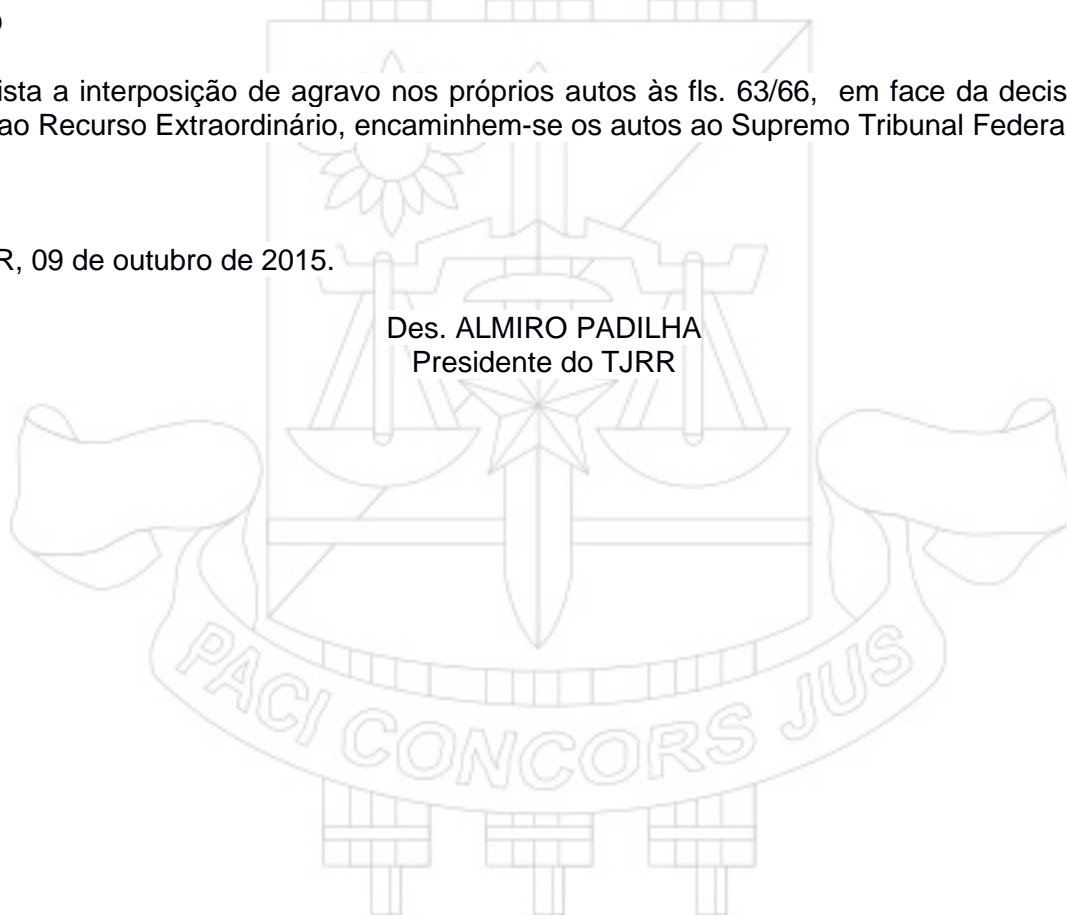 ista a interposição de agravo nos próprios autos às fls. 63/66, em face da decis
ao Recurso Extraordinário, encaminhem-se os autos ao Supremo Tribunal Federa
R, 09 de outubro de 2015.
Des. ALMIRO PADILHA
Presidente do TJRR
PACI CONCORS JUS